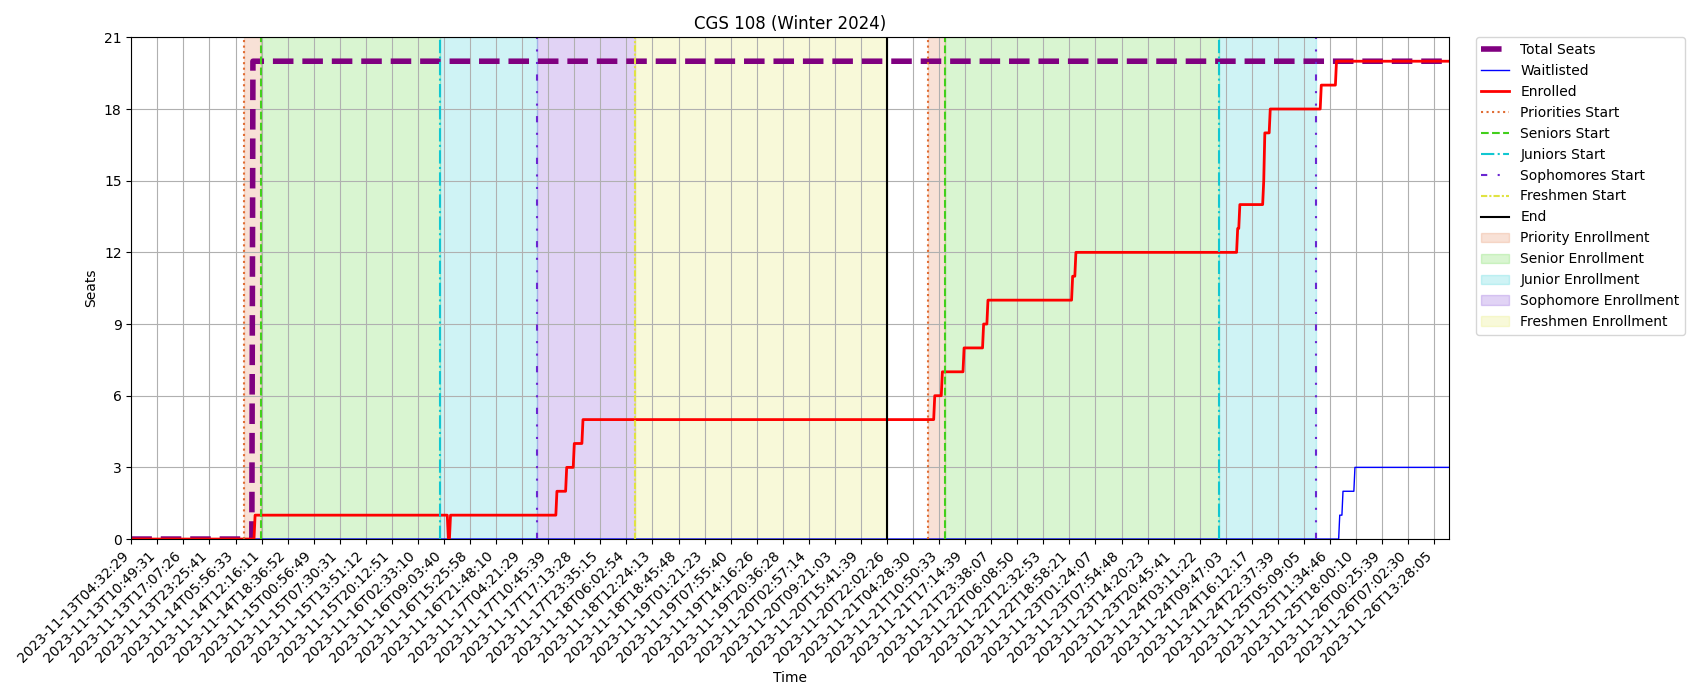 CGS 108 (Winter 2024)
21
18
15
12
9
6
3
0
Seats
2023-11-13T04:32:29
2023-11-13T10:49:31
2023-11-13T17:07:26
2023-11-13T23:25:41
2023-11-14T05:56:33
2023-11-14T12:16:11
2023-11-14T18:36:52
2023-11-15T00:56:49
2023-11-15T07:30:31
2023-11-15T13:51:12
2023-11-15T20:12:51
2023-11-16T02:33:10
2023-11-16T09:03:40
2023-11-16T15:25:58
2023-11-16T21:48:10
2023-11-17T04:21:29
2023-11-17T10:45:39
2023-11-17T17:13:28
2023-11-17T23:35:15
2023-11-18T06:02:54
2023-11-18T12:24:13
2023-11-18T18:45:48
2023-11-19T01:21:23
2023-11-19T07:55:40
2023-11-19T14:16:26
2023-11-19T20:36:28
2023-11-20T02:57:14
2023-11-20T09:21:03
2023-11-20T15:41:39
2023-11-20T22:02:26
2023-11-21T04:28:30
2023-11-21T10:50:33
2023-11-21T17:14:39
2023-11-21T23:38:07
2023-11-22T06:08:50
2023-11-22T12:32:53
2023-11-22T18:58:21
2023-11-23T01:24:07
2023-11-23T07:54:48
2023-11-23T14:20:23
2023-11-23T20:45:41
2023-11-24T03:11:22
2023-11-24T09:47:03
2023-11-24T16:12:17
2023-11-24T22:37:39
2023-11-25T05:09:05
2023-11-25T11:34:46
2023-11-25T18:00:16
2023-11-26T00:25:39
2023-11-26T07:02:30
2023-11-26T13:28:05
Time
Total Seats
Waitlisted
Enrolled
Priorities Start
Seniors Start
Juniors Start
Sophomores Start
Freshmen Start
End
Priority Enrollment
Senior Enrollment
Junior Enrollment
Sophomore Enrollment
Freshmen Enrollment